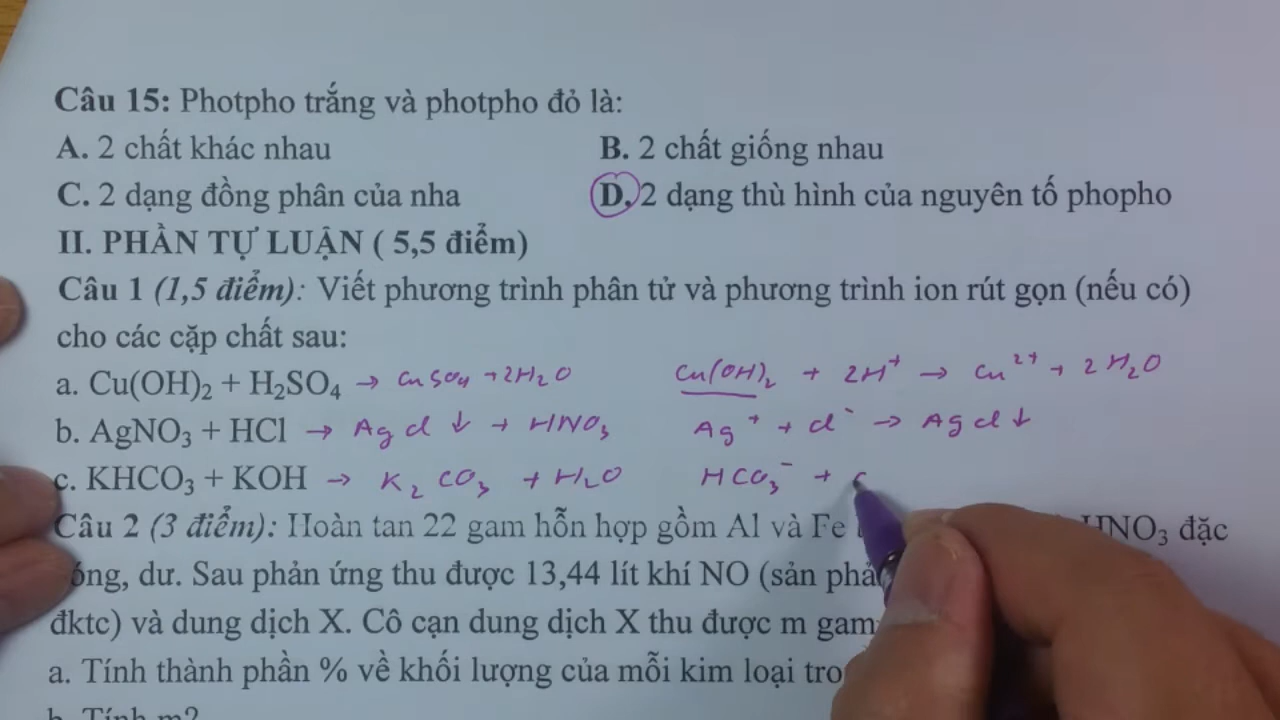 Câu 15: Photpho trắng và photpho đỏ là:
A. 2 chất khác nhau B. 2 chất giống nhau
C. 2 dạng đồng phân của nha D. 2 dạng thù hình của nguyên tố phopho
II. PHẦN TỰ LUẬN ( 5,5 điểm)
Câu 1 (1,5 điểm): Viết phương trình phân tử và phương trình ion rút gọn (nếu có)
cho các cặp chất sau:
a. Cu(OH)₂ + H₂SO₄ → CuSO₄ + 2H₂O Cu(OH)₂ + 2H⁺ → Cu²⁺ + 2H₂O
b. AgNO₃ + HCl → AgCl ↓ + HNO₃ Ag⁺ + Cl⁻ → AgCl ↓
c. KHCO₃ + KOH → K₂CO₃ + H₂O HCO₃⁻ +
Câu 2 (3 điểm): Hoàn tan 22 gam hỗn hợp gồm Al và Fe HNO₃ đặc
óng, dư. Sau phản ứng thu được 13,44 lít khí NO (sản phẩ
đktc) và dung dịch X. Cô cạn dung dịch X thu được m gam
a. Tính thành phần % về khối lượng của mỗi kim loại tro
b. Tính m?